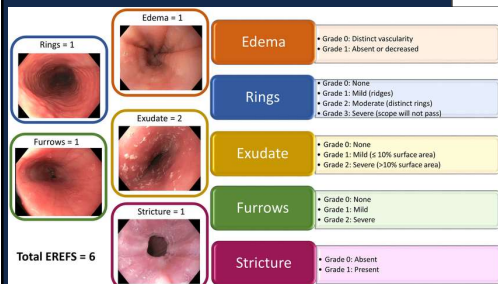 Edema = 1
Rings = 1
Exudate = 2
Furrows = 1
Stricture = 1
Total EREFS = 6
Edema
• Grade 0: Distinct vascularity
• Grade 1: Absent or decreased
Rings
• Grade 0: None
• Grade 1: Mild (ridges)
• Grade 2: Moderate (distinct rings)
• Grade 3: Severe (scope will not pass)
Exudate
• Grade 0: None
• Grade 1: Mild (≤ 10% surface area)
• Grade 2: Severe (>10% surface area)
Furrows
• Grade 0: None
• Grade 1: Mild
• Grade 2: Severe
Stricture
• Grade 0: Absent
• Grade 1: Present